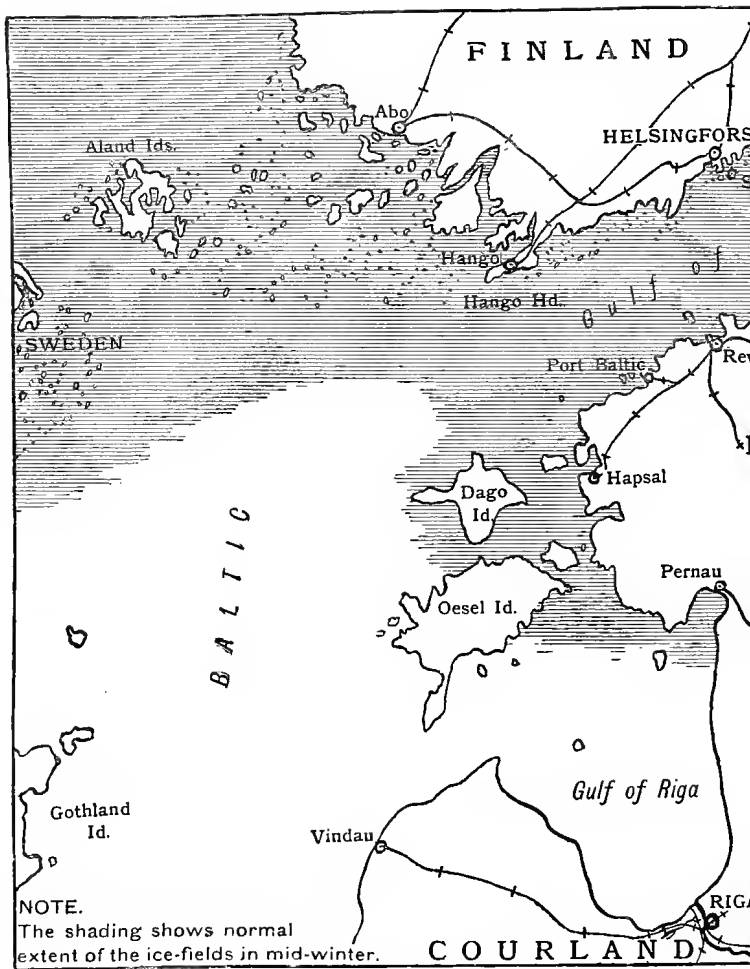 FINLAND
Abo
HELSINGFORS
Aland Ids.
Hango
Hango Hd.
Gulf of
SWEDEN
Port Baltic
Rev
Hapsal
Dago
Id.
BALTIC
Oesel Id.
Pernau
Gulf of Riga
Gothland
Id.
Vindau
RIGA
NOTE.
The shading shows normal
extent of the ice-fields in mid-winter.
COURLAND